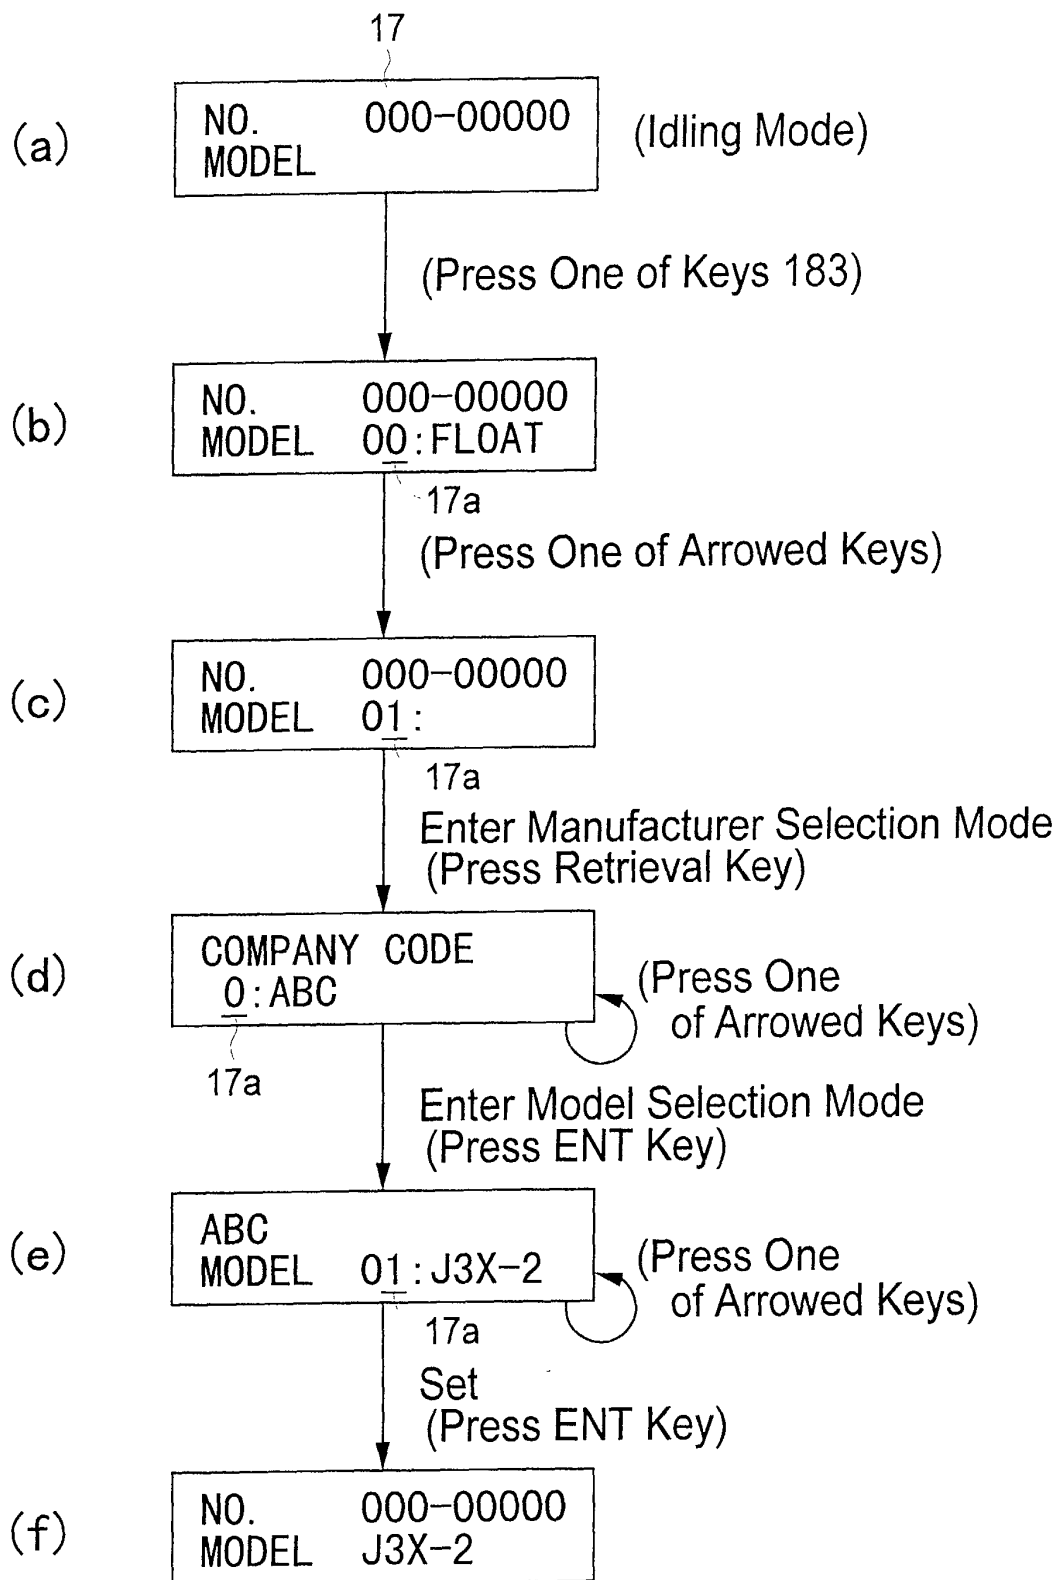 17
(a)
NO. 000-00000
MODEL
(Idling Mode)
(Press One of Keys 183)
(b)
NO. 000-00000
MODEL 00:FLOAT
17a
(Press One of Arrowed Keys)
(c)
NO. 000-00000
MODEL 01:
17a
Enter Manufacturer Selection Mode
(Press Retrieval Key)
(d)
COMPANY CODE
0:ABC
(Press One
of Arrowed Keys)
17a
Enter Model Selection Mode
(Press ENT Key)
(e)
ABC
MODEL 01:J3X-2
(Press One
of Arrowed Keys)
17a
Set
(Press ENT Key)
(f)
NO. 000-00000
MODEL J3X-2